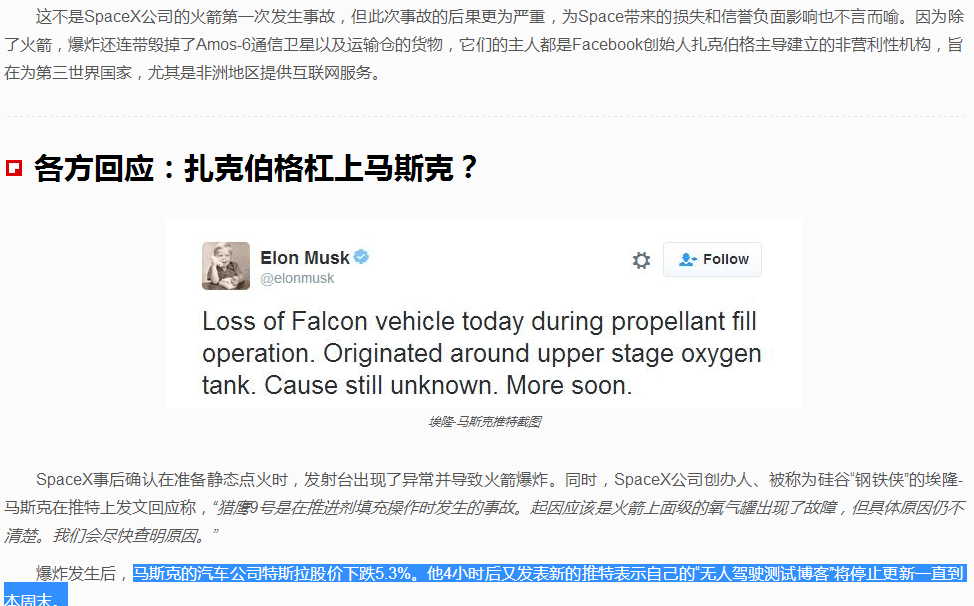 这不是SpaceX公司的火箭第一次发生事故，但此次事故的后果更为严重，为Space带来的损失和信誉负面影响也不言而喻。因为除
了火箭，爆炸还连带毁掉了Amos-6通信卫星以及运输仓的货物，它们的主人都是Facebook创始人扎克伯格主导建立的非营利性机构，旨
在为第三世界国家，尤其是非洲地区提供互联网服务。
各方回应：扎克伯格杠上马斯克？
Elon Musk
@elonmusk
Follow
Loss of Falcon vehicle today during propellant fill
operation. Originated around upper stage oxygen
tank. Cause still unknown. More soon.
埃隆-马斯克推特截图
SpaceX事后确认在准备静态点火时，发射台出现了异常并导致火箭爆炸。同时，SpaceX公司创办人、被称为硅谷“钢铁侠”的埃隆-
马斯克在推特上发文回应称，“猎鹰9号是在推进剂填充操作时发生的事故。起因应该是火箭上面级的氧气罐出现了故障，但具体原因仍不
清楚。我们会尽快查明原因。”
爆炸发生后，马斯克的汽车公司特斯拉股价下跌5.3%。他4小时后又发表新的推特表示自己的“无人驾驶测试博客”将停止更新一直到
本周末。